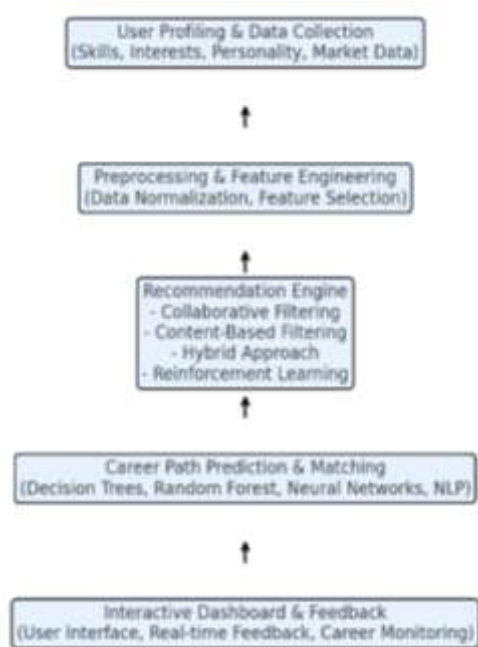 User Profiling & Data Collection
(Skills, Interests, Personality, Market Data)
Preprocessing & Feature Engineering
(Data Normalization, Feature Selection)
Recommendation Engine
- Collaborative Filtering
- Content-Based Filtering
- Hybrid Approach
- Reinforcement Learning
Career Path Prediction & Matching
(Decision Trees, Random Forest, Neural Networks, NLP)
Interactive Dashboard & Feedback
(User Interface, Real-time Feedback, Career Monitoring)